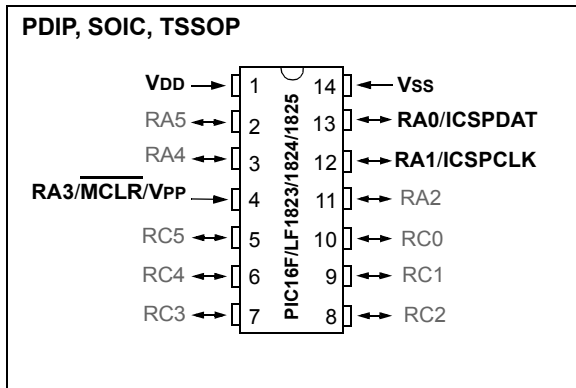 PDIP, SOIC, TSSOP
VDD 1 14 VSS
RA5 2 13 RA0/ICSPDAT
RA4 3 12 RA1/ICSPCLK
RA3/MCLR/VPP 4 11 RA2
RC5 5 10 RC0
RC4 6 9 RC1
RC3 7 8 RC2
PIC16F/LF1823/1824/1825